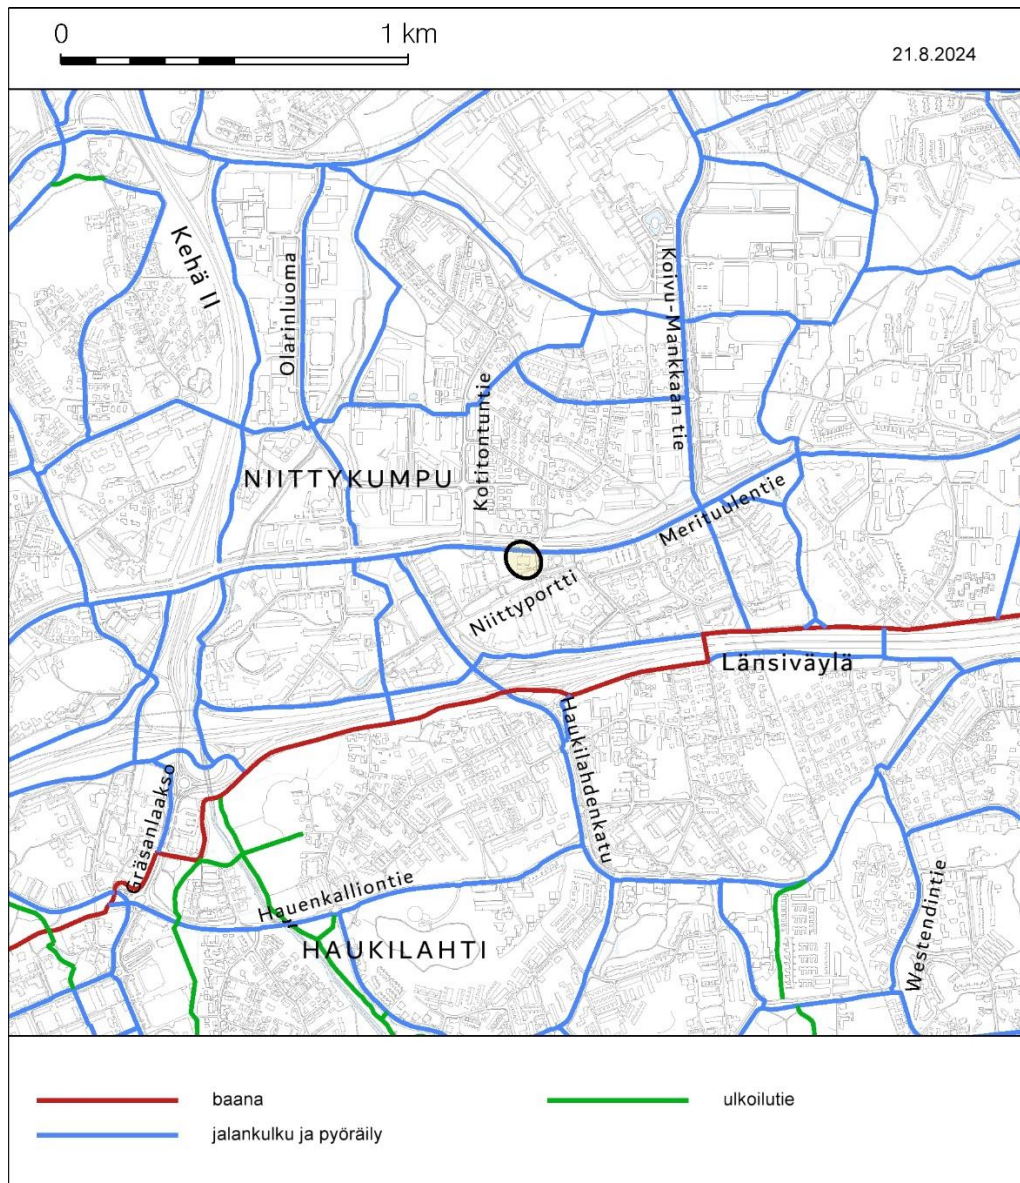 0
1 km
21.8.2024
Kehä II
Olarinluoma
Koivu-Mankkaan tie
Kotitontuntie
NIITTYKUMPU
Merituulentie
Niittyportti
Länsiväylä
Haukilahdenkatu
Gräsanlaakso
Hauenkalliontie
HAUKILAHTI
Westendintie
baana
ulkoilutie
jalankulku ja pyöräily